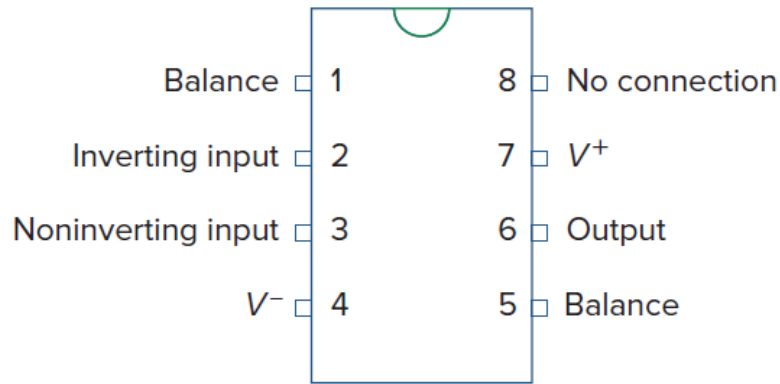 Balance 1 8 No connection
Inverting input 2 7 V⁺
Noninverting input 3 6 Output
V⁻ 4 5 Balance